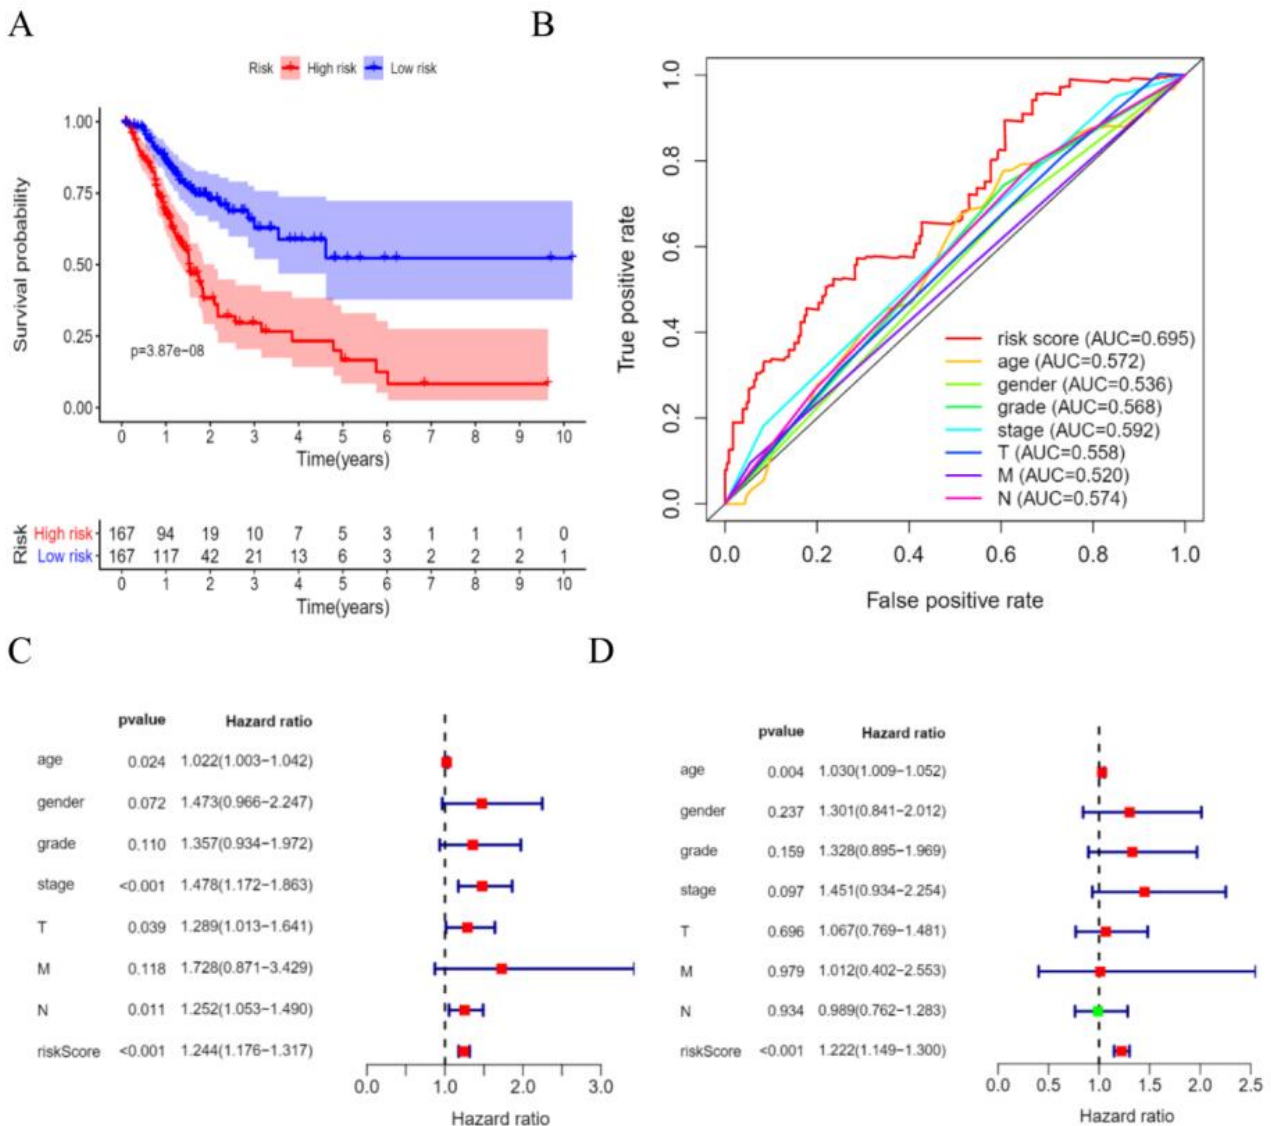 A
B
Risk High risk Low risk
Survival probability
1.00
0.75
0.50
0.25
0.00
p=3.87e−08
0 1 2 3 4 5 6 7 8 9 10
Time(years)
Risk
High risk 167 94 19 10 7 5 3 1 1 1 0
Low risk 167 117 42 21 13 6 3 2 2 2 1
0 1 2 3 4 5 6 7 8 9 10
Time(years)
True positive rate
1.0
0.8
0.6
0.4
0.2
0.0
risk score (AUC=0.695)
age (AUC=0.572)
gender (AUC=0.536)
grade (AUC=0.568)
stage (AUC=0.592)
T (AUC=0.558)
M (AUC=0.520)
N (AUC=0.574)
0.0 0.2 0.4 0.6 0.8 1.0
False positive rate
C
pvalue Hazard ratio
age 0.024 1.022(1.003−1.042)
gender 0.072 1.473(0.966−2.247)
grade 0.110 1.357(0.934−1.972)
stage <0.001 1.478(1.172−1.863)
T 0.039 1.289(1.013−1.641)
M 0.118 1.728(0.871−3.429)
N 0.011 1.252(1.053−1.490)
riskScore <0.001 1.244(1.176−1.317)
0.0 1.0 2.0 3.0
Hazard ratio
D
pvalue Hazard ratio
age 0.004 1.030(1.009−1.052)
gender 0.237 1.301(0.841−2.012)
grade 0.159 1.328(0.895−1.969)
stage 0.097 1.451(0.934−2.254)
T 0.696 1.067(0.769−1.481)
M 0.979 1.012(0.402−2.553)
N 0.934 0.989(0.762−1.283)
riskScore <0.001 1.222(1.149−1.300)
0.0 0.5 1.0 1.5 2.0 2.5
Hazard ratio